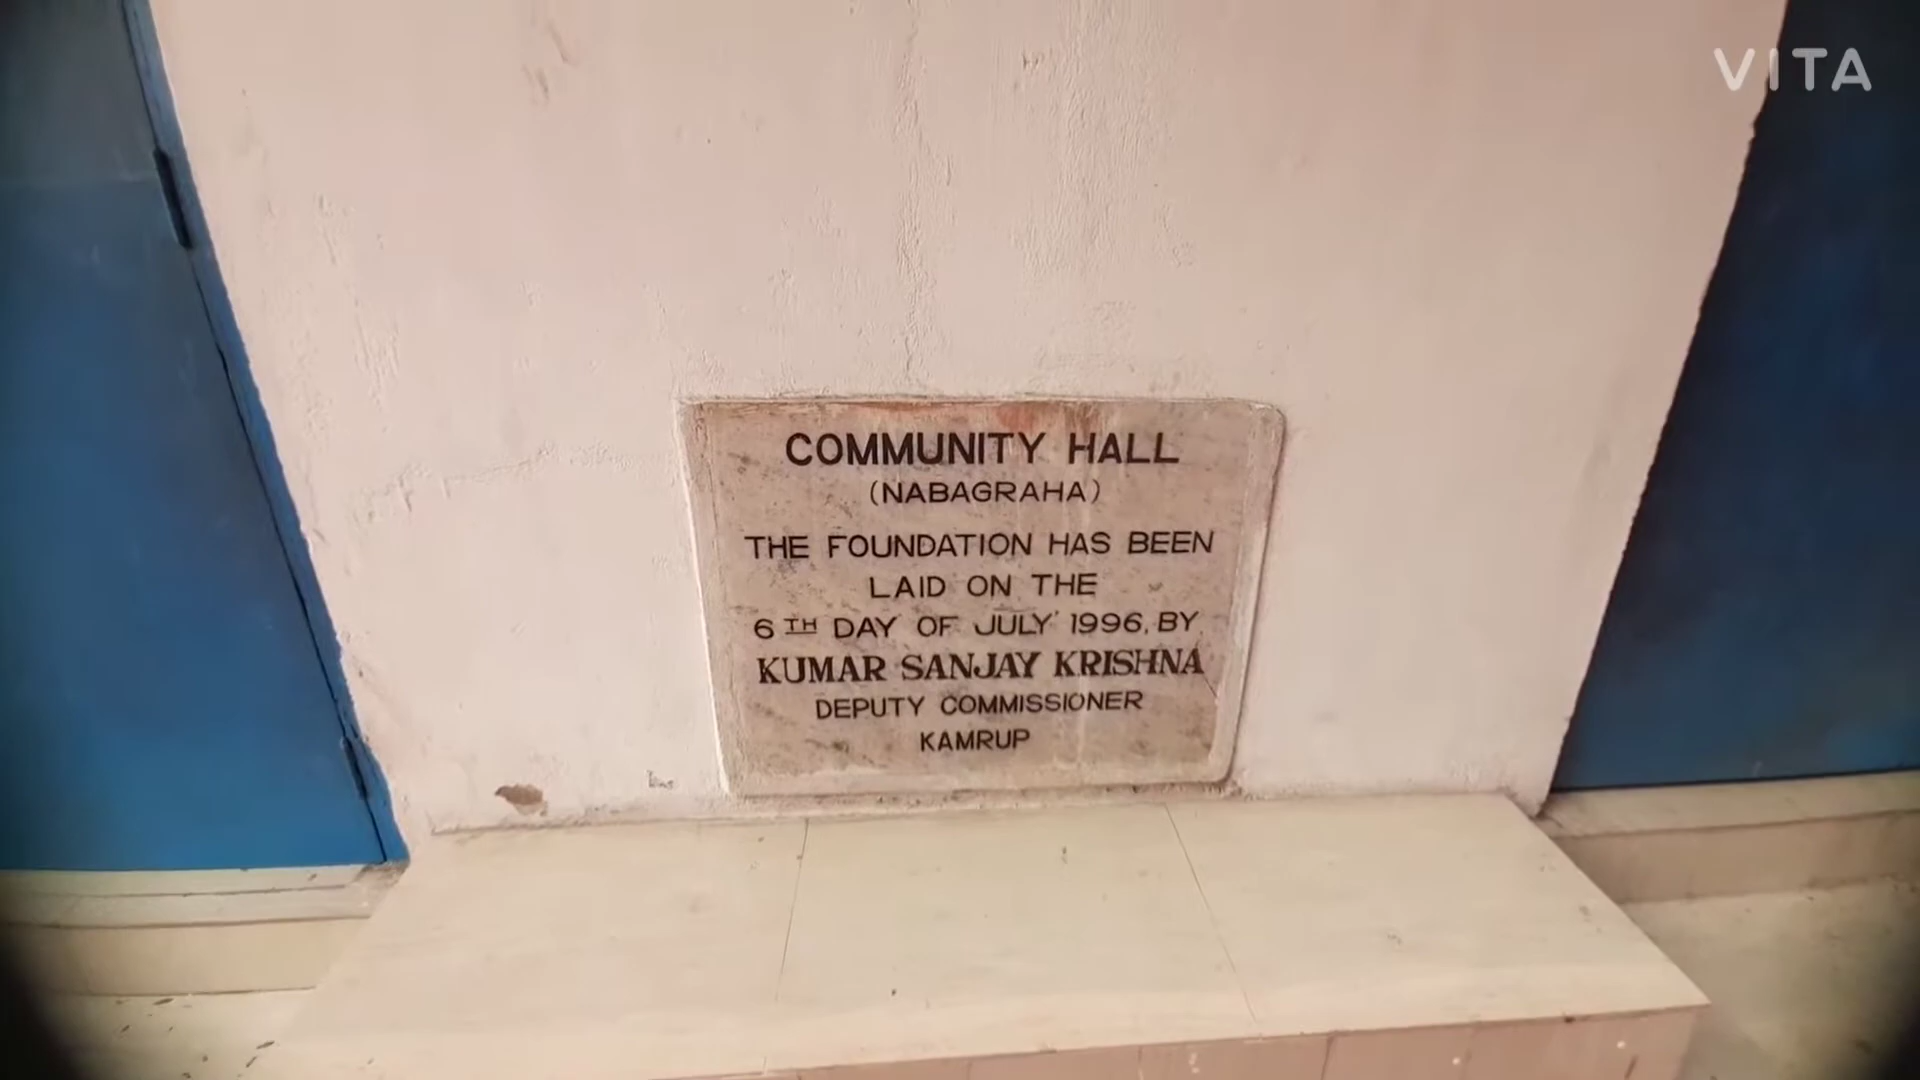 VITA
COMMUNITY HALL
(NABAGRAHA)
THE FOUNDATION HAS BEEN
LAID ON THE
6TH DAY OF JULY 1996, BY
KUMAR SANJAY KRISHNA
DEPUTY COMMISSIONER
KAMRUP